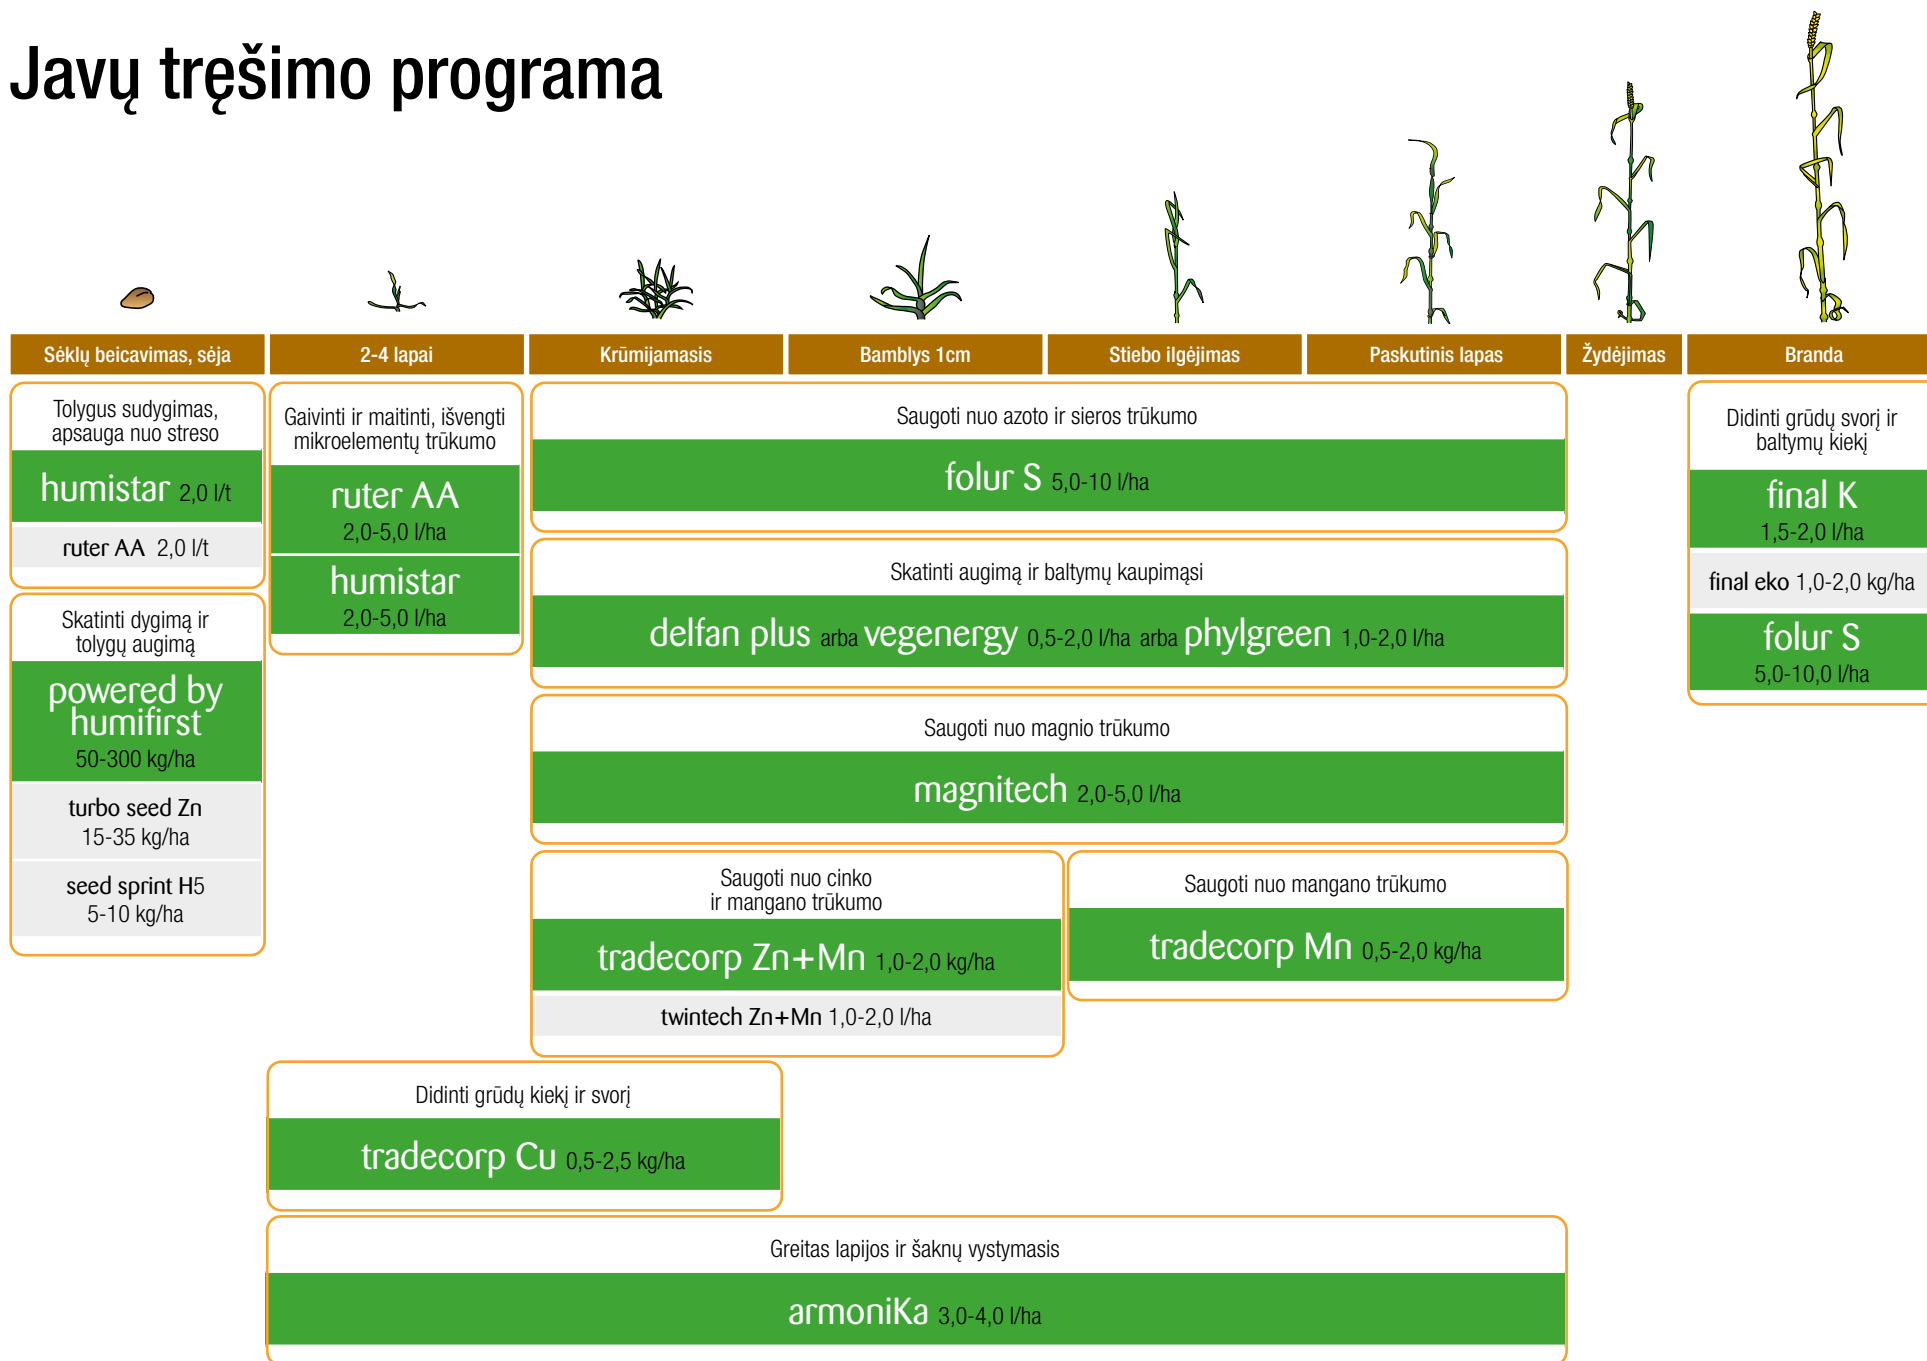 Javų tręšimo programa
Sėklų beicavimas, sėja
2-4 lapai
Krūmijamasis
Bamblys 1cm
Stiebo ilgėjimas
Paskutinis lapas
Žydėjimas
Branda
Tolygus sudygimas,
apsauga nuo streso
humistar 2,0 l/t
ruter AA 2,0 l/t
Skatinti dygimą ir
tolygų augimą
powered by
humifirst
50-300 kg/ha
turbo seed Zn
15-35 kg/ha
seed sprint H5
5-10 kg/ha
Gaivinti ir maitinti, išvengti
mikroelementų trūkumo
ruter AA
2,0-5,0 l/ha
humistar
2,0-5,0 l/ha
Saugoti nuo azoto ir sieros trūkumo
folur S 5,0-10 l/ha
Skatinti augimą ir baltymų kaupimąsi
delfan plus arba vegenergy 0,5-2,0 l/ha arba phylgreen 1,0-2,0 l/ha
Saugoti nuo magnio trūkumo
magnitech 2,0-5,0 l/ha
Saugoti nuo cinko
ir mangano trūkumo
tradecorp Zn+Mn 1,0-2,0 kg/ha
twintech Zn+Mn 1,0-2,0 l/ha
Saugoti nuo mangano trūkumo
tradecorp Mn 0,5-2,0 kg/ha
Didinti grūdų svorį ir
baltymų kiekį
final K
1,5-2,0 l/ha
final eko 1,0-2,0 kg/ha
folur S
5,0-10,0 l/ha
Didinti grūdų kiekį ir svorį
tradecorp Cu 0,5-2,5 kg/ha
Greitas lapijos ir šaknų vystymasis
armoniKa 3,0-4,0 l/ha